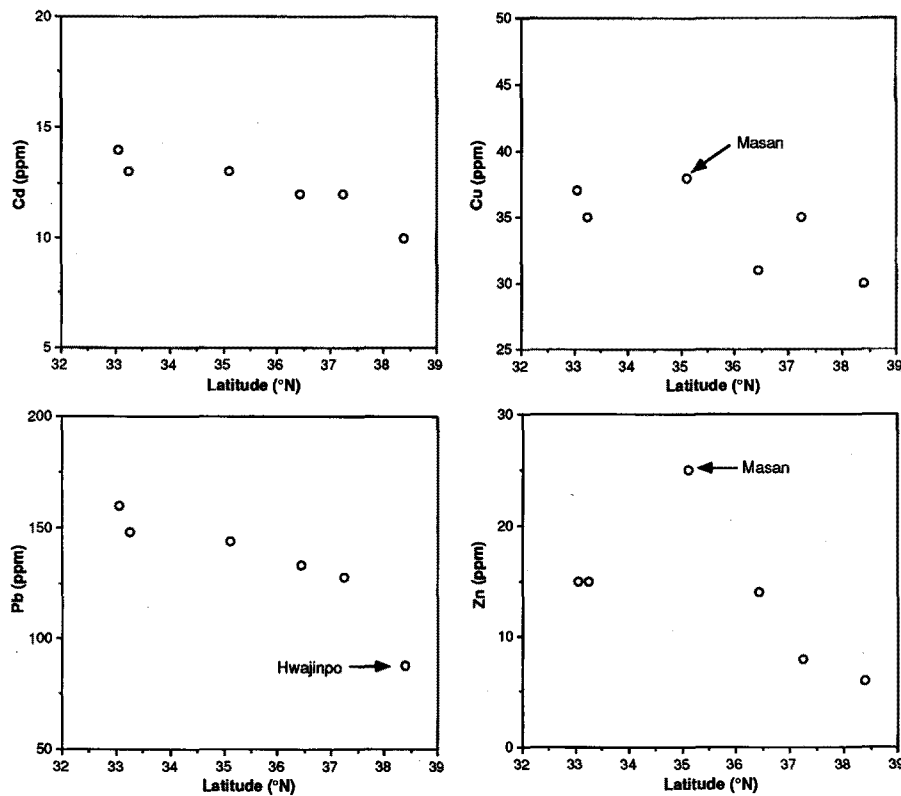 20
15
10
5
Cd (ppm)
32 33 34 35 36 37 38 39
Latitude (°N)
50
45
40
35
30
25
Cu (ppm)
Masan
32 33 34 35 36 37 38 39
Latitude (°N)
200
150
100
50
Pb (ppm)
Hwajinpo
32 33 34 35 36 37 38 39
Latitude (°N)
30
20
10
0
Zn (ppm)
Masan
32 33 34 35 36 37 38 39
Latitude (°N)